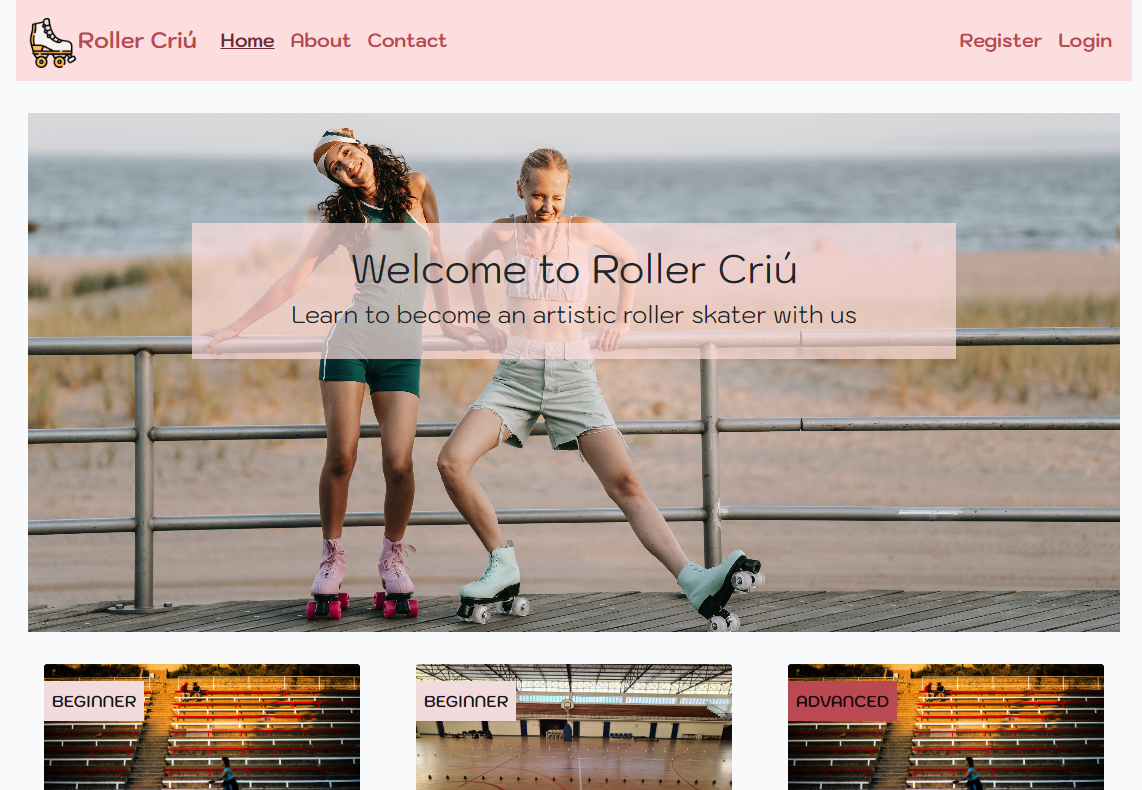 Roller Criú Home About Contact Register Login
Welcome to Roller Criú
Learn to become an artistic roller skater with us
BEGINNER BEGINNER ADVANCED